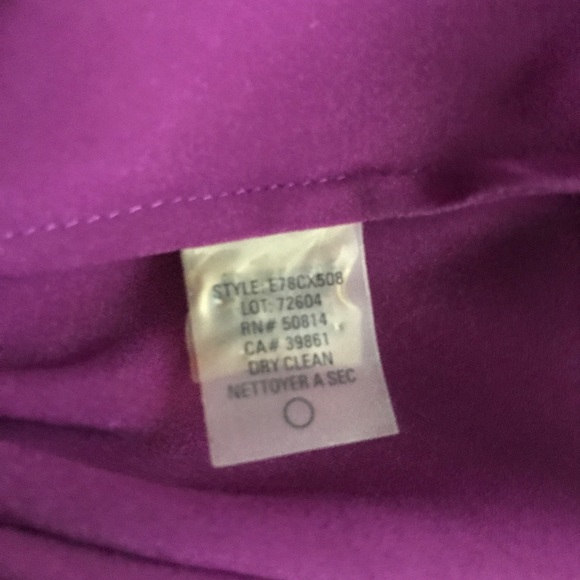 STYLE: E78CX508
LOT: 72604
RN# 50814
CA# 39861
DRY CLEAN
NETTOYER A SEC